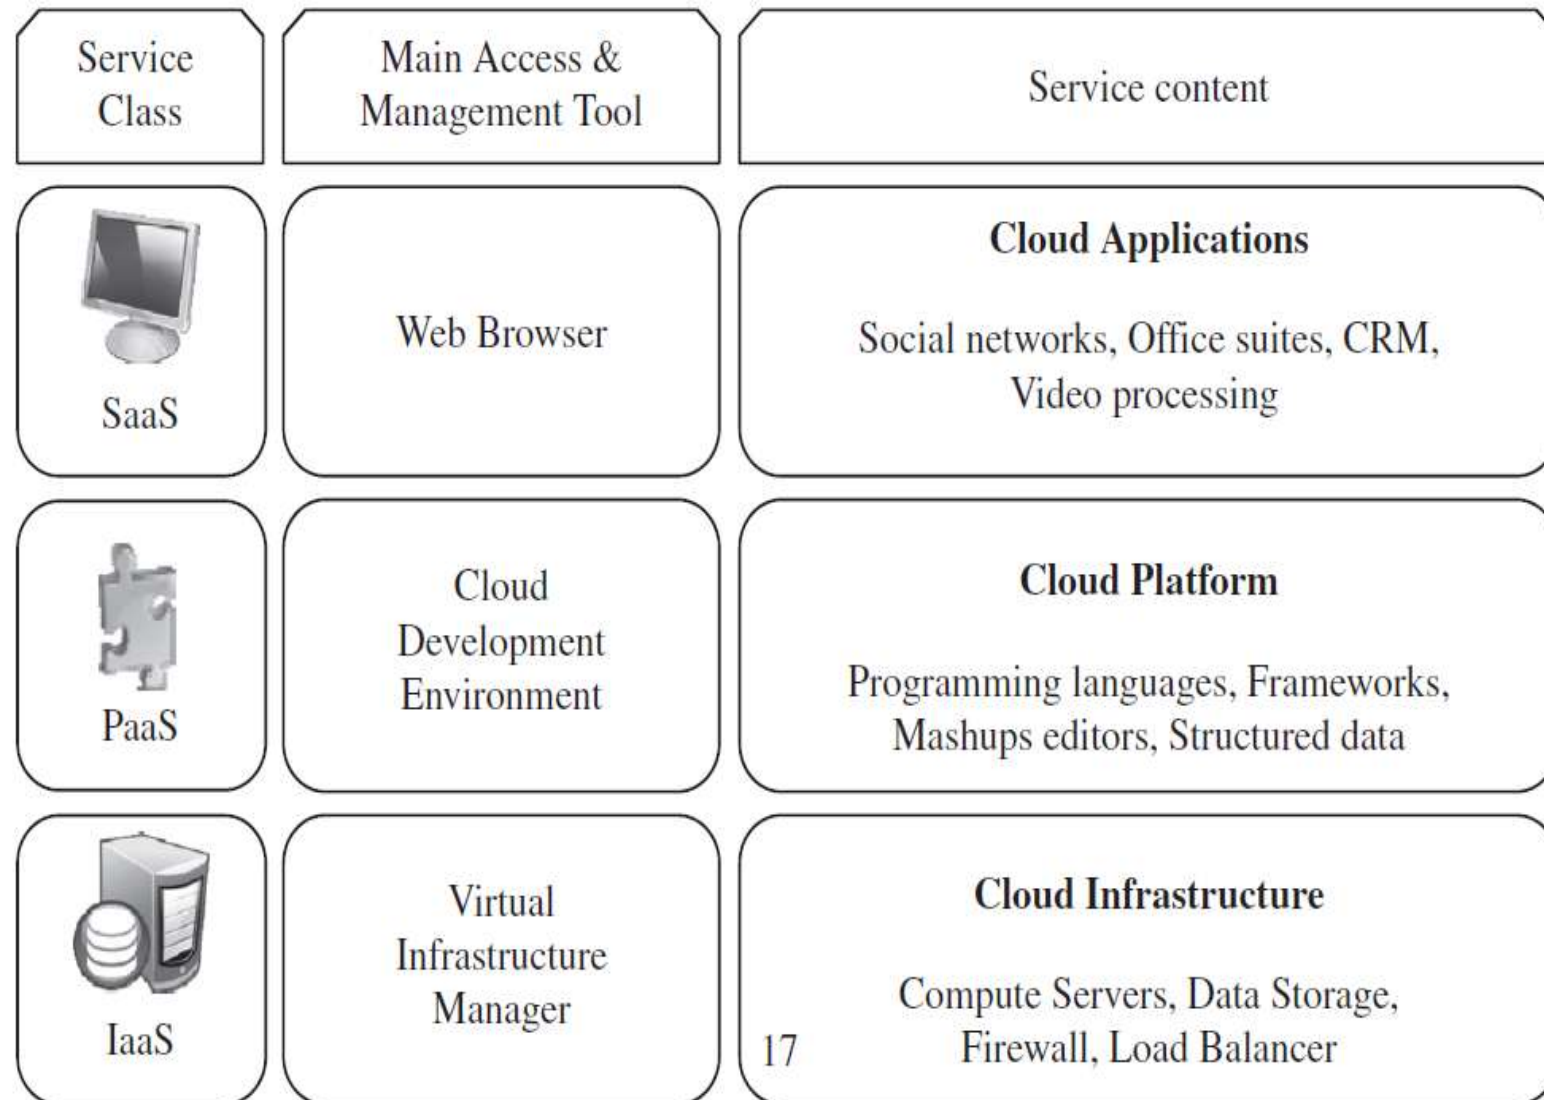 Service
Class
Main Access &
Management Tool
Service content
SaaS
Web Browser
Cloud Applications
Social networks, Office suites, CRM,
Video processing
PaaS
Cloud
Development
Environment
Cloud Platform
Programming languages, Frameworks,
Mashups editors, Structured data
IaaS
Virtual
Infrastructure
Manager
Cloud Infrastructure
Compute Servers, Data Storage,
Firewall, Load Balancer
17